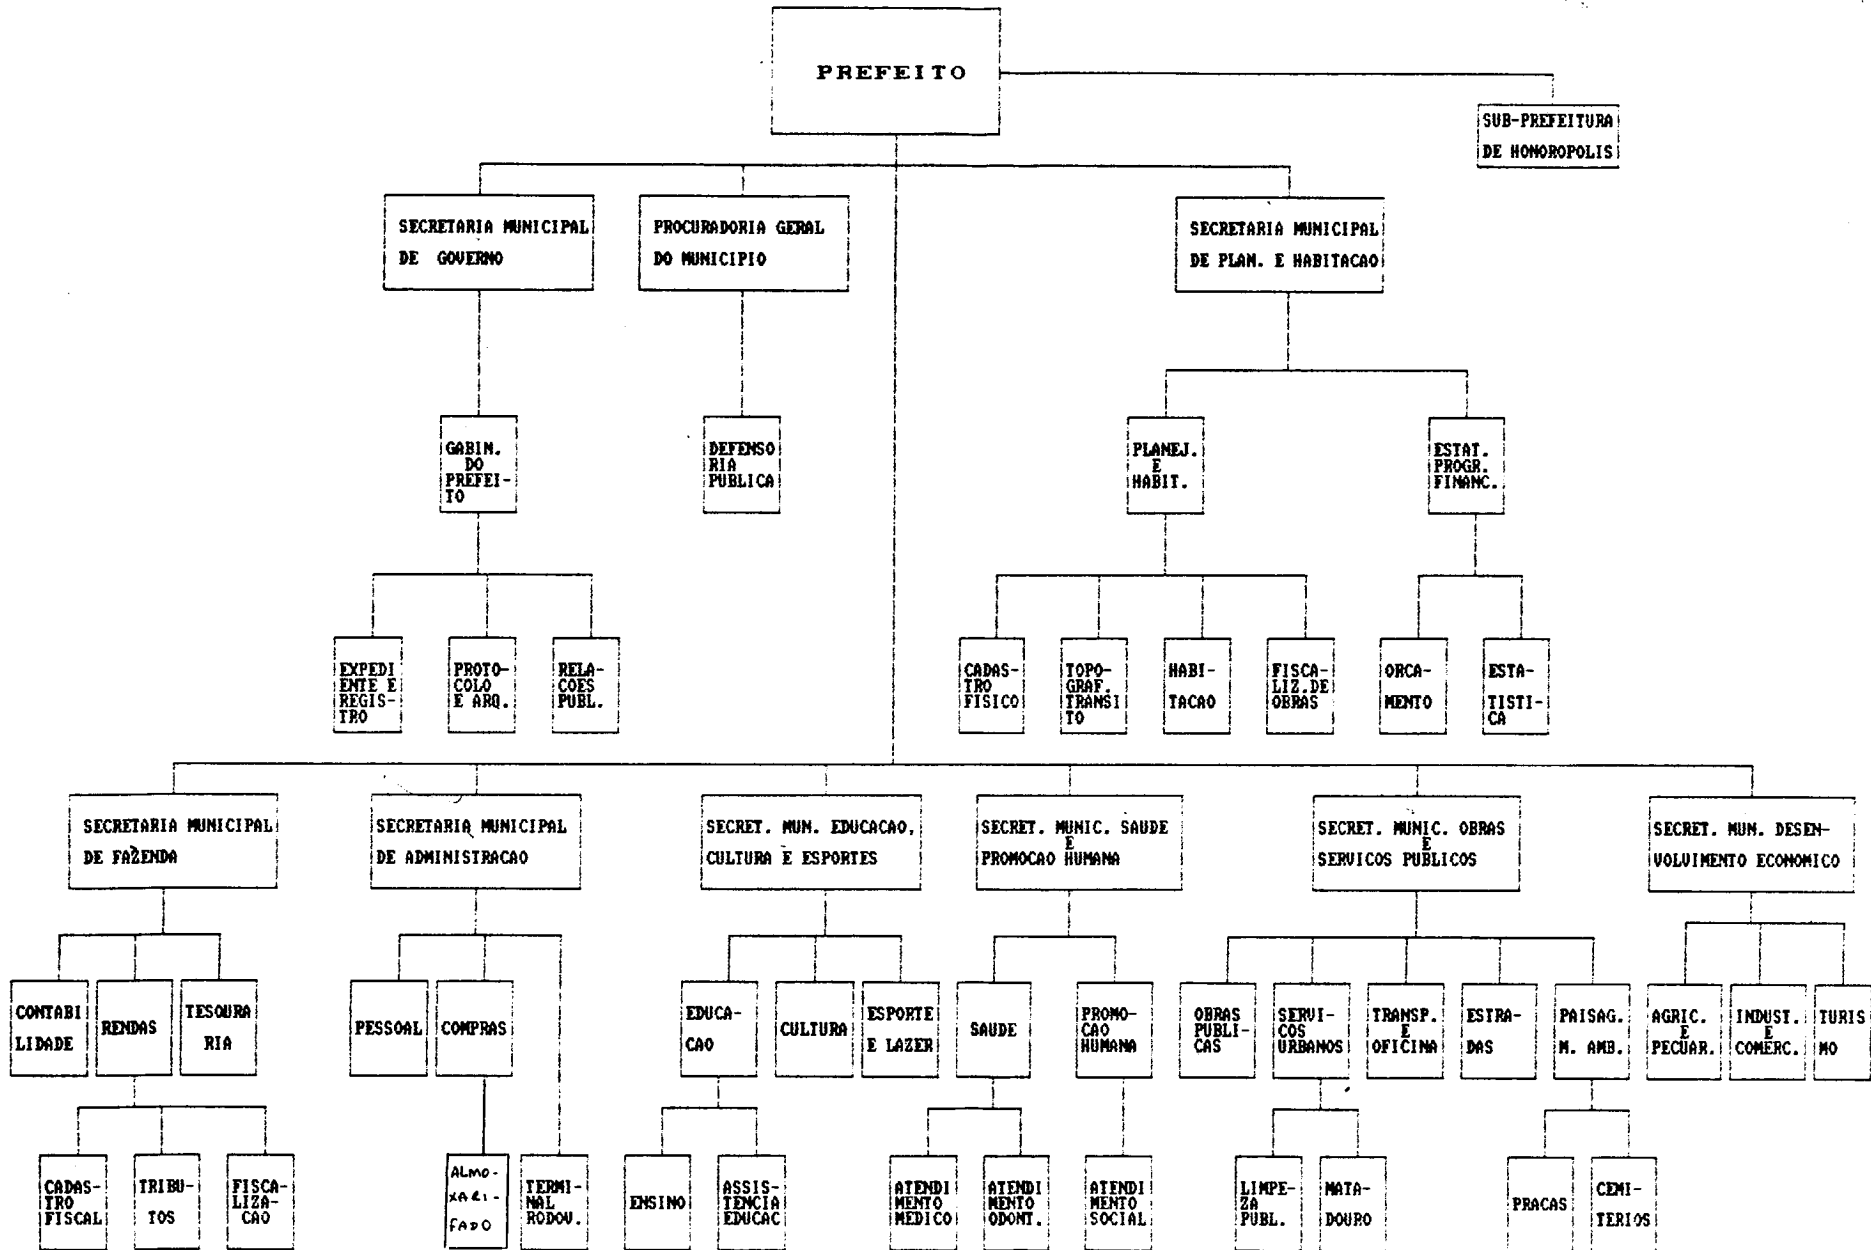 PREFEITO
SUB-PREFEITURA
DE HONOROPOLIS
SECRETARIA MUNICIPAL
DE GOVERNO
PROCURADORIA GERAL
DO MUNICIPIO
SECRETARIA MUNICIPAL
DE PLAN. E HABITACAO
GABIN.
DO
PREFEI-
TO
DEFENSO
RIA
PUBLICA
PLANEJ.
E
HABIT.
ESTAT.
PROGR.
FINANC.
EXPEDI
ENTE E
REGIS-
TRO
PROTO-
COLO
E ARQ.
RELA-
COES
PUBL.
CADAS-
TRO
FISICO
TOPO-
GRAF.
TRANSI
TO
HABI-
TACAO
FISCA-
LIZ.DE
OBRAS
ORCA-
MENTO
ESTA-
TISTI-
CA
SECRETARIA MUNICIPAL
DE FAZENDA
SECRETARIA MUNICIPAL
DE ADMINISTRACAO
SECRET. MUN. EDUCACAO,
CULTURA E ESPORTES
SECRET. MUNIC. SAUDE
E
PROMOCAO HUMANA
SECRET. MUNIC. OBRAS
E
SERVICOS PUBLICOS
SECRET. MUN. DESEN-
VOLVIMENTO ECONOMICO
CONTABI
LIDADE
RENDAS
TESOURA
RIA
PESSOAL
COMPRAS
EDUCA-
CAO
CULTURA
ESPORTE
E LAZER
SAUDE
PROMO-
CAO
HUMANA
OBRAS
PUBLI-
CAS
SERVI-
COS
URBANOS
TRANSP.
E
OFICINA
ESTRA-
DAS
PAISAG.
M. AMB.
AGRIC.
E
PECUAR.
INDUST.
E
COMERC.
TURIS
MO
CADAS-
TRO
FISCAL
TRIBU-
TOS
FISCA-
LIZA-
CAO
ALMO-
XARI-
FADO
TERMI-
NAL
RODOV.
ENSINO
ASSIS-
TENCIA
EDUCAC
ATENDI
MENTO
MEDICO
ATENDI
MENTO
ODONT.
ATENDI
MENTO
SOCIAL
LIMPE-
ZA
PUBL.
MATA-
DOURO
PRACAS
CEMI-
TERIOS